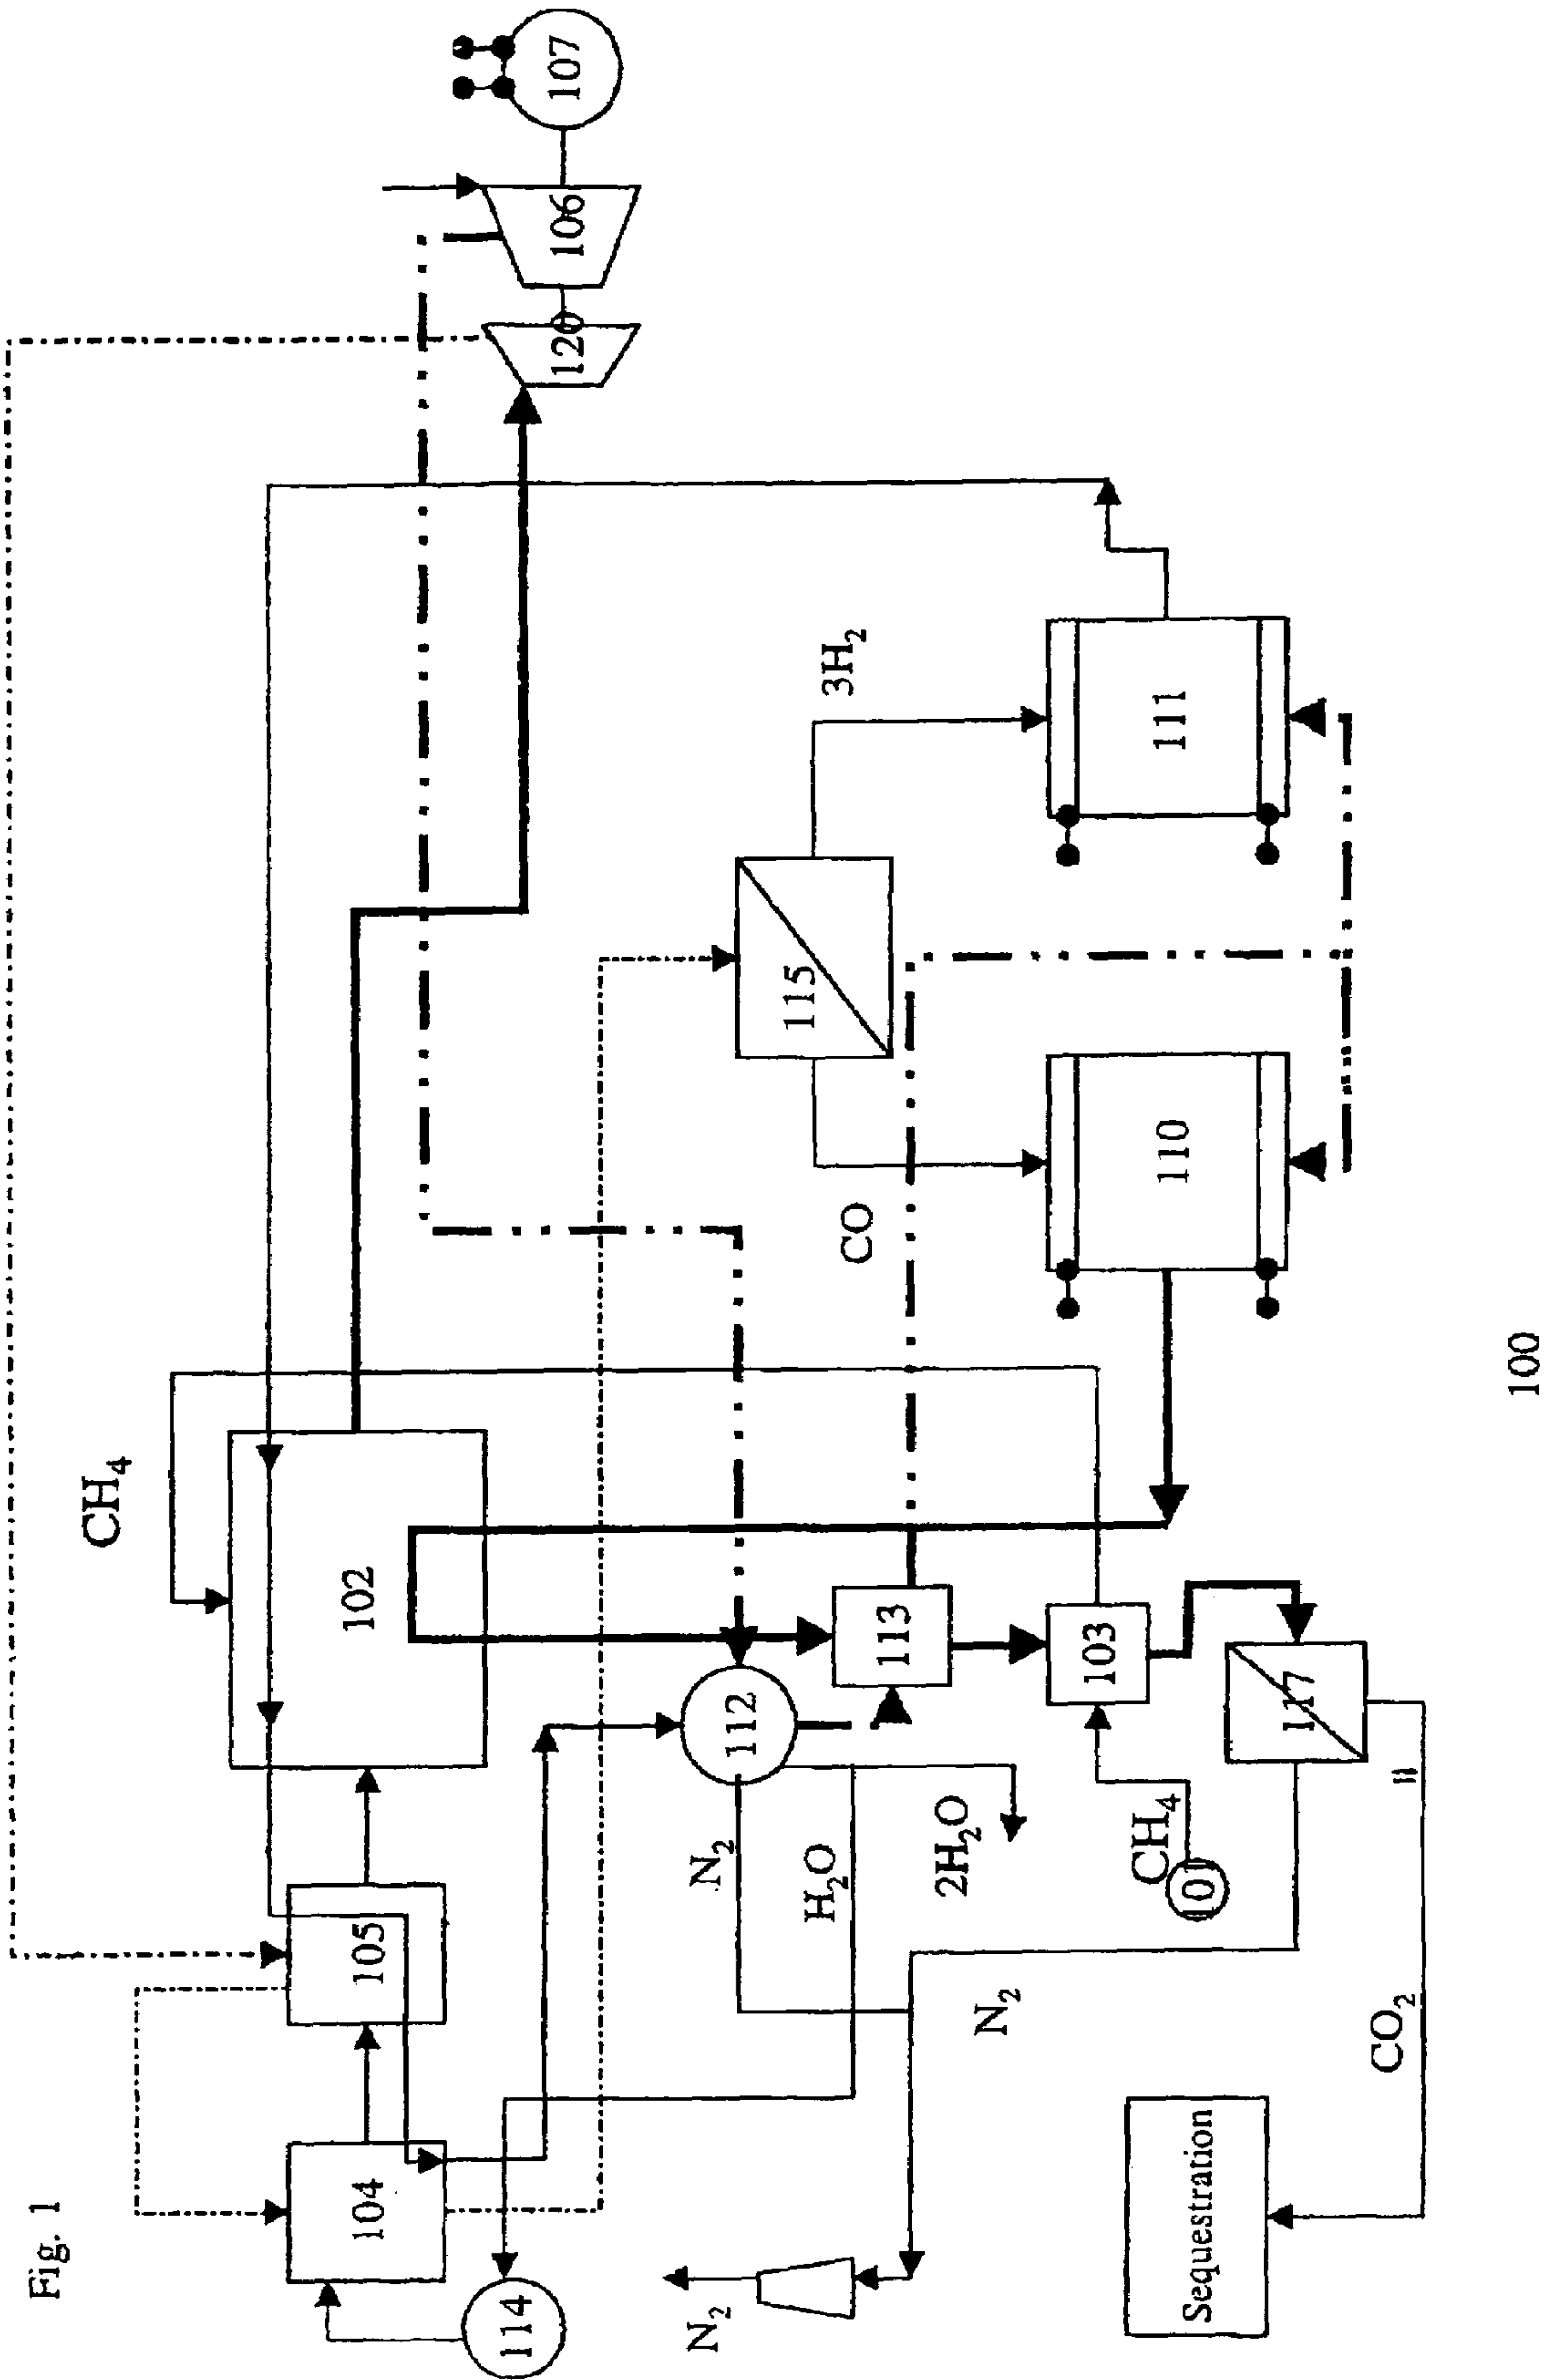 Fig. 1
104
105
102
CH₄
114
112
113
103
101
CH₄
117
N₂
H₂O
2H₂O
N₂
N₂
CO₂
Sequestration
CO
110
115
3H₂
111
120
106
107
100